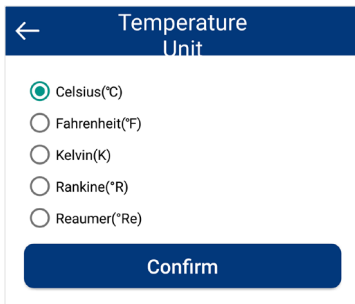 Temperature
Unit
Celsius(℃)
Fahrenheit(℉)
Kelvin(K)
Rankine(°R)
Reaumer(°Re)
Confirm